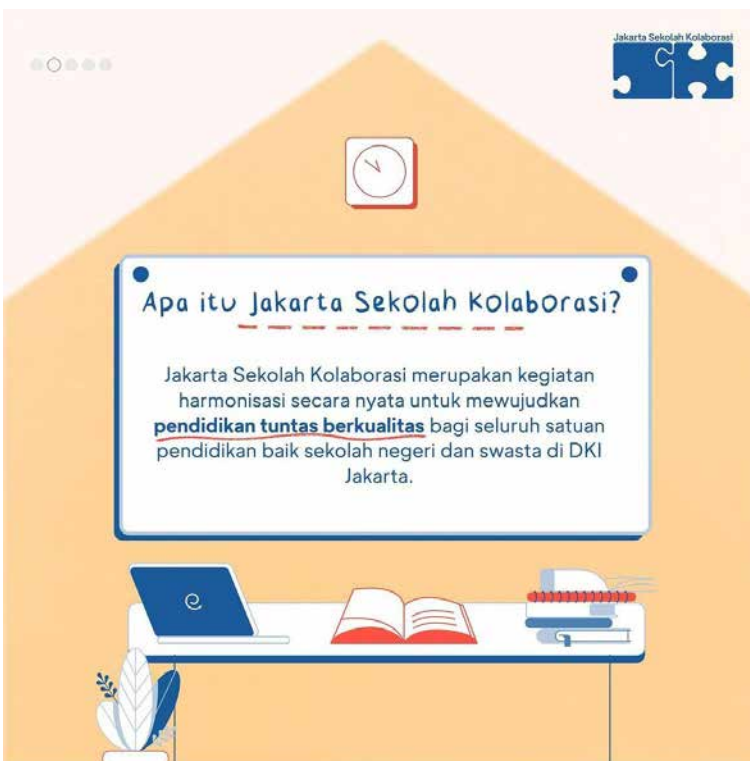 Jakarta Sekolah Kolaborasi
Apa itu Jakarta Sekolah Kolaborasi?
Jakarta Sekolah Kolaborasi merupakan kegiatan
harmonisasi secara nyata untuk mewujudkan
pendidikan tuntas berkualitas bagi seluruh satuan
pendidikan baik sekolah negeri dan swasta di DKI
Jakarta.